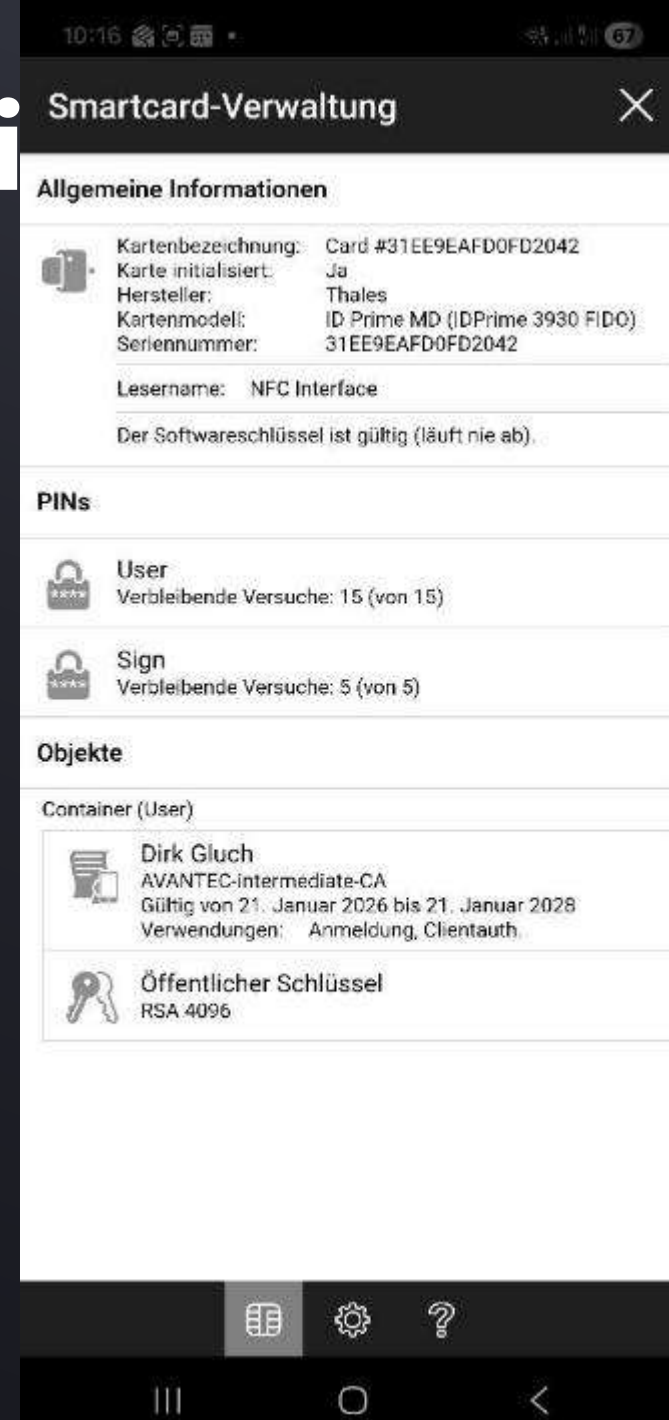 10:16
67
Smartcard-Verwaltung
Allgemeine Informationen
Kartenbezeichnung: Card #31EE9EAFD0FD2042
Karte initialisiert: Ja
Hersteller: Thales
Kartenmodell: ID Prime MD (IDPrime 3930 FIDO)
Seriennummer: 31EE9EAFD0FD2042
Lesername: NFC Interface
Der Softwareschlüssel ist gültig (läuft nie ab).
PINs
User
Verbleibende Versuche: 15 (von 15)
Sign
Verbleibende Versuche: 5 (von 5)
Objekte
Container (User)
Dirk Gluch
AVANTEC-intermediate-CA
Gültig von 21. Januar 2026 bis 21. Januar 2028
Verwendungen: Anmeldung, Clientauth.
Öffentlicher Schlüssel
RSA 4096